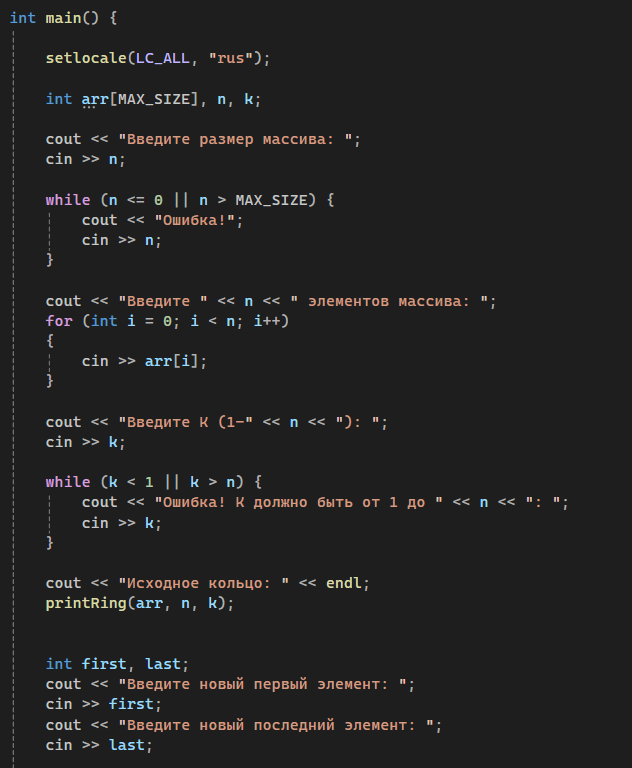 int main() {
setlocale(LC_ALL, "rus");
int arr[MAX_SIZE], n, k;
cout << "Введите размер массива: ";
cin >> n;
while (n <= 0 || n > MAX_SIZE) {
cout << "Ошибка!";
cin >> n;
}
cout << "Введите " << n << " элементов массива: ";
for (int i = 0; i < n; i++)
{
cin >> arr[i];
}
cout << "Введите К (1-" << n << "): ";
cin >> k;
while (k < 1 || k > n) {
cout << "Ошибка! К должно быть от 1 до " << n << ": ";
cin >> k;
}
cout << "Исходное кольцо: " << endl;
printRing(arr, n, k);
int first, last;
cout << "Введите новый первый элемент: ";
cin >> first;
cout << "Введите новый последний элемент: ";
cin >> last;